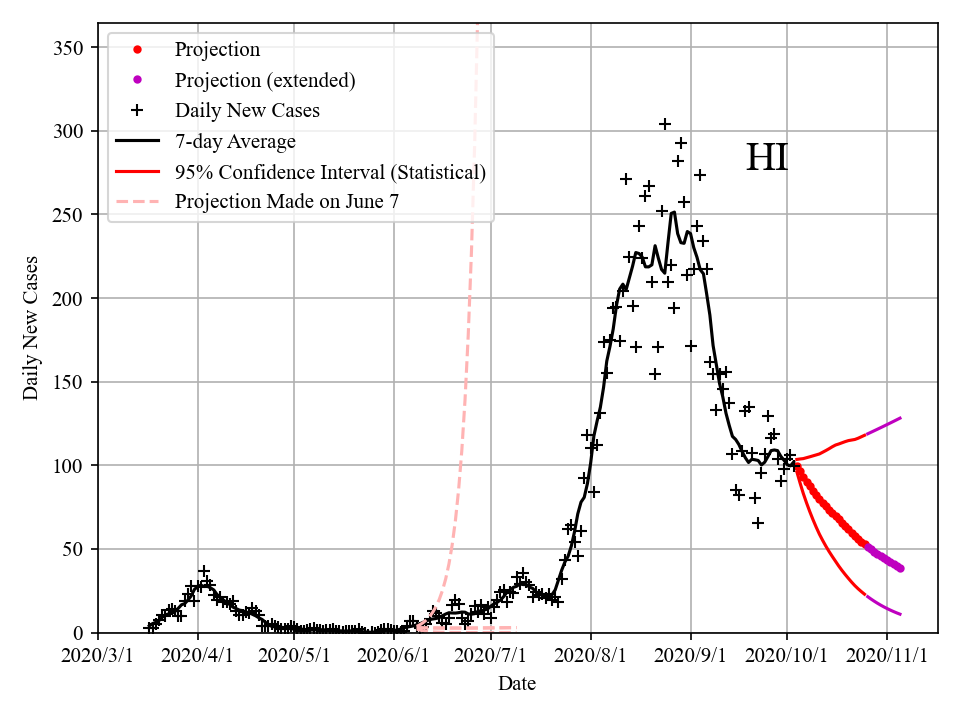 350
300
250
200
150
100
50
0
Daily New Cases
Projection
Projection (extended)
Daily New Cases
7-day Average
95% Confidence Interval (Statistical)
Projection Made on June 7
HI
2020/3/1 2020/4/1 2020/5/1 2020/6/1 2020/7/1 2020/8/1 2020/9/1 2020/10/1 2020/11/1
Date